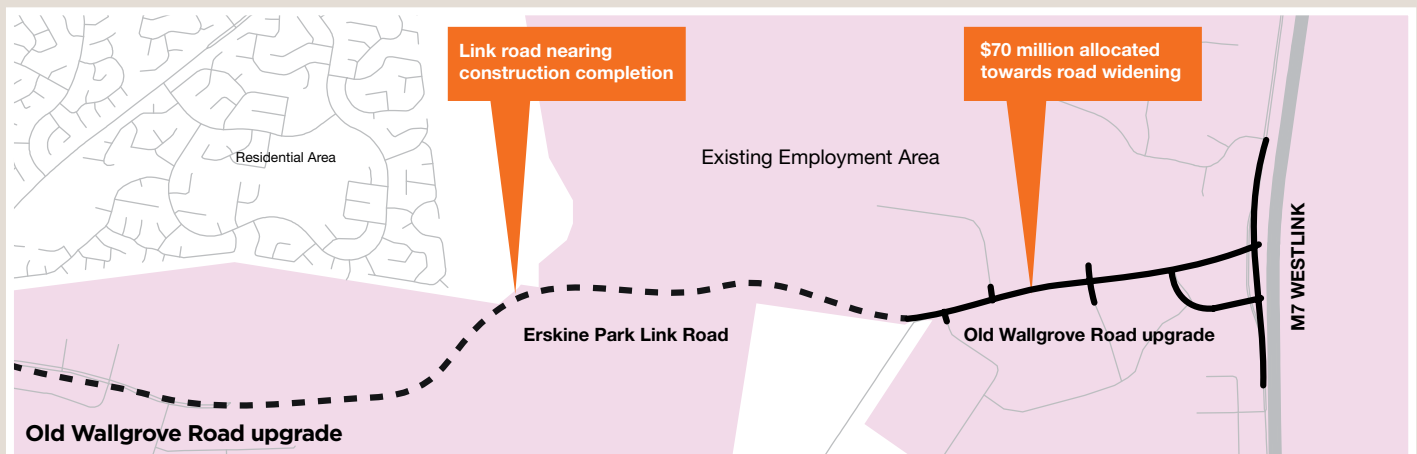 Link road nearing
construction completion
$70 million allocated
towards road widening
Residential Area
Existing Employment Area
M7 WESTLINK
Erskine Park Link Road
Old Wallgrove Road upgrade
Old Wallgrove Road upgrade